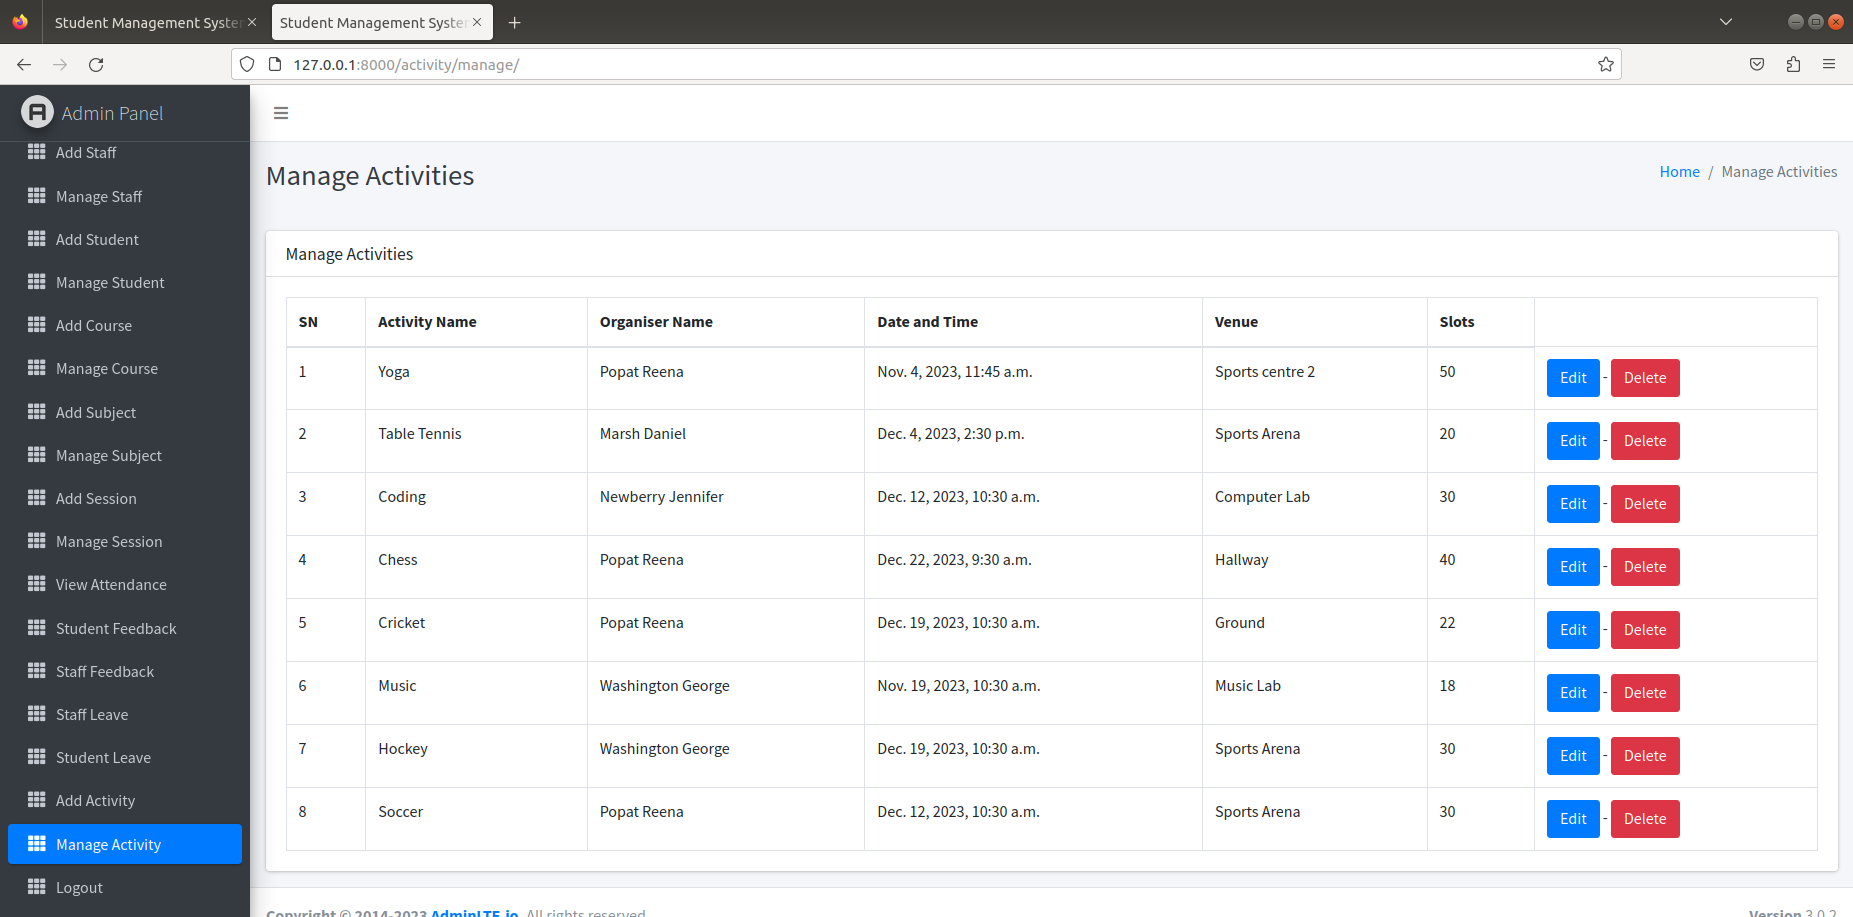 Student Management Syste
Student Management Syste
127.0.0.1:8000/activity/manage/
Admin Panel
Add Staff
Manage Staff
Add Student
Manage Student
Add Course
Manage Course
Add Subject
Manage Subject
Add Session
Manage Session
View Attendance
Student Feedback
Staff Feedback
Staff Leave
Student Leave
Add Activity
Manage Activity
Logout
Manage Activities
Home / Manage Activities
Manage Activities
SN Activity Name Organiser Name Date and Time Venue Slots
1 Yoga Popat Reena Nov. 4, 2023, 11:45 a.m. Sports centre 2 50 Edit - Delete
2 Table Tennis Marsh Daniel Dec. 4, 2023, 2:30 p.m. Sports Arena 20 Edit - Delete
3 Coding Newberry Jennifer Dec. 12, 2023, 10:30 a.m. Computer Lab 30 Edit - Delete
4 Chess Popat Reena Dec. 22, 2023, 9:30 a.m. Hallway 40 Edit - Delete
5 Cricket Popat Reena Dec. 19, 2023, 10:30 a.m. Ground 22 Edit - Delete
6 Music Washington George Nov. 19, 2023, 10:30 a.m. Music Lab 18 Edit - Delete
7 Hockey Washington George Dec. 19, 2023, 10:30 a.m. Sports Arena 30 Edit - Delete
8 Soccer Popat Reena Dec. 12, 2023, 10:30 a.m. Sports Arena 30 Edit - Delete
Copyright © 2014-2023 AdminLTE.io. All rights reserved.
Version 3.0.2